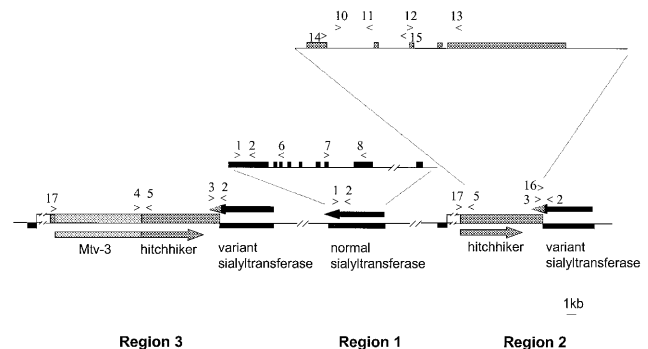 10 11 12 13
14 15
1 2 6 7 8
17 4 5 3 2 1 2 17 5 16 3 2
Mtv-3 hitchhiker variant sialyltransferase normal sialyltransferase hitchhiker variant sialyltransferase
1kb
Region 3 Region 1 Region 2